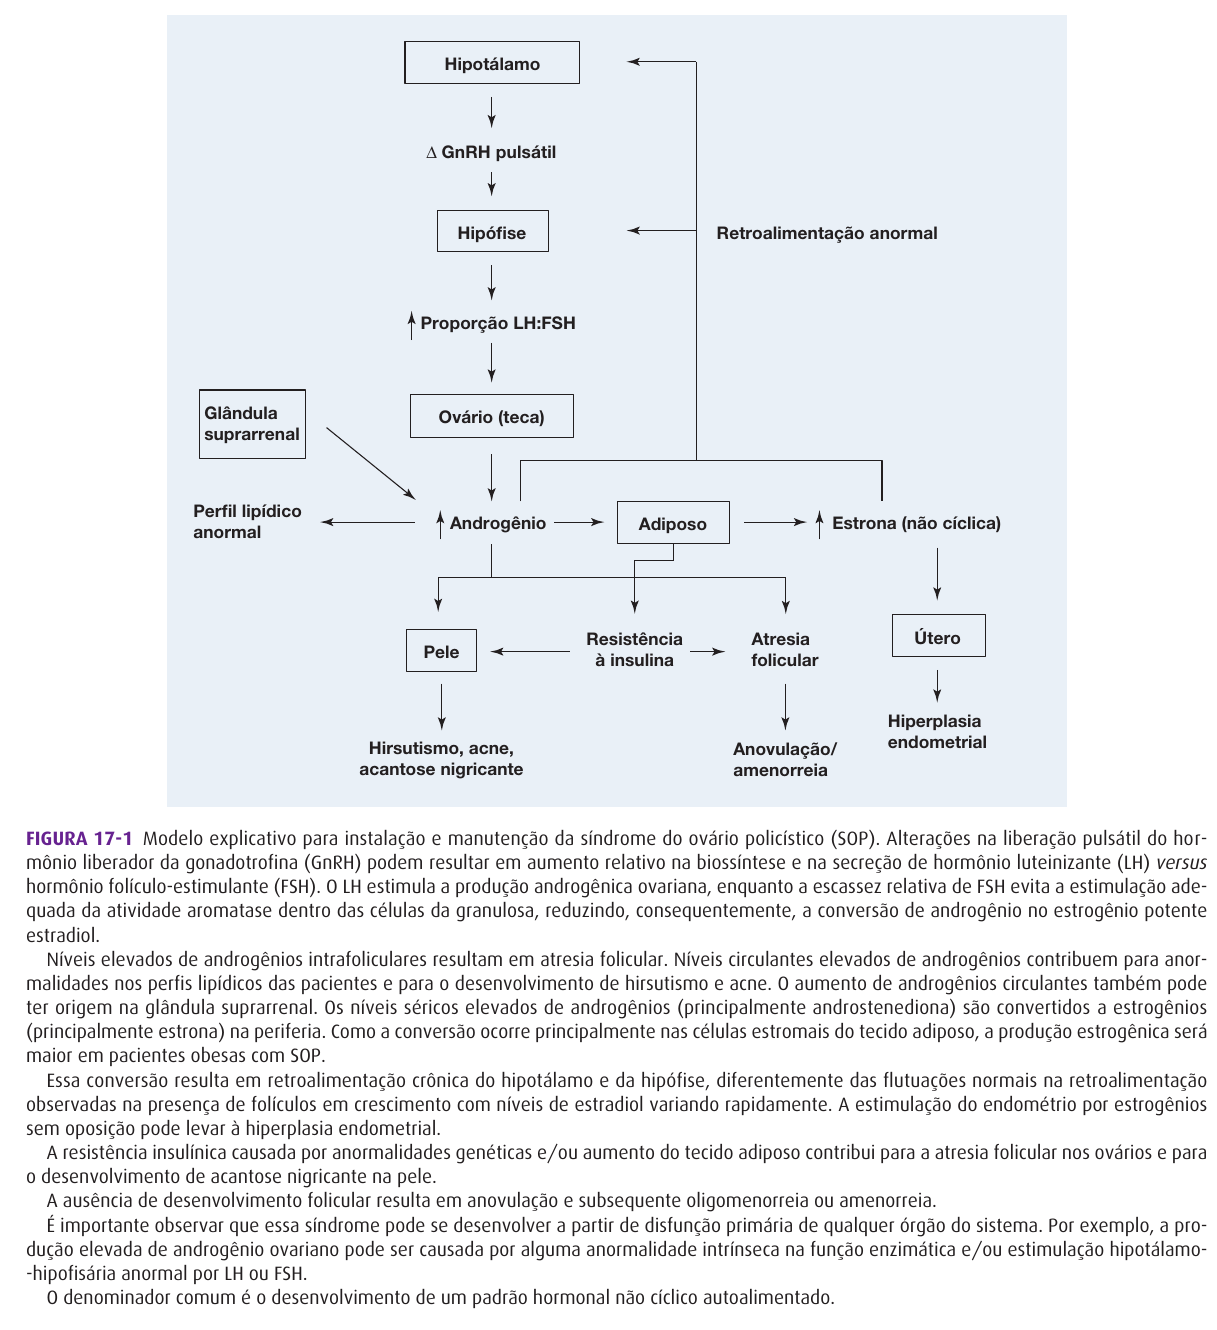 Hipotálamo
Δ GnRH pulsátil
Hipófise
Retroalimentação anormal
Proporção LH:FSH
Glândula
suprarrenal
Ovário (teca)
Perfil lipídico
anormal
Androgênio
Adiposo
Estrona (não cíclica)
Pele
Resistência
à insulina
Atresia
folicular
Útero
Hirsutismo, acne,
acantose nigricante
Anovulação/
amenorreia
Hiperplasia
endometrial
FIGURA 17-1 Modelo explicativo para instalação e manutenção da síndrome do ovário policístico (SOP). Alterações na liberação pulsátil do hor-
mônio liberador da gonadotrofina (GnRH) podem resultar em aumento relativo na biossíntese e na secreção de hormônio luteinizante (LH) versus
hormônio folículo-estimulante (FSH). O LH estimula a produção androgênica ovariana, enquanto a escassez relativa de FSH evita a estimulação ade-
quada da atividade aromatase dentro das células da granulosa, reduzindo, consequentemente, a conversão de androgênio no estrogênio potente
estradiol.
Níveis elevados de androgênios intrafoliculares resultam em atresia folicular. Níveis circulantes elevados de androgênios contribuem para anor-
malidades nos perfis lipídicos das pacientes e para o desenvolvimento de hirsutismo e acne. O aumento de androgênios circulantes também pode
ter origem na glândula suprarrenal. Os níveis séricos elevados de androgênios (principalmente androstenediona) são convertidos a estrogênios
(principalmente estrona) na periferia. Como a conversão ocorre principalmente nas células estromais do tecido adiposo, a produção estrogênica será
maior em pacientes obesas com SOP.
Essa conversão resulta em retroalimentação crônica do hipotálamo e da hipófise, diferentemente das flutuações normais na retroalimentação
observadas na presença de folículos em crescimento com níveis de estradiol variando rapidamente. A estimulação do endométrio por estrogênios
sem oposição pode levar à hiperplasia endometrial.
A resistência insulínica causada por anormalidades genéticas e/ou aumento do tecido adiposo contribui para a atresia folicular nos ovários e para
o desenvolvimento de acantose nigricante na pele.
A ausência de desenvolvimento folicular resulta em anovulação e subsequente oligomenorreia ou amenorreia.
É importante observar que essa síndrome pode se desenvolver a partir de disfunção primária de qualquer órgão do sistema. Por exemplo, a pro-
dução elevada de androgênio ovariano pode ser causada por alguma anormalidade intrínseca na função enzimática e/ou estimulação hipotálamo-
-hipofisária anormal por LH ou FSH.
O denominador comum é o desenvolvimento de um padrão hormonal não cíclico autoalimentado.